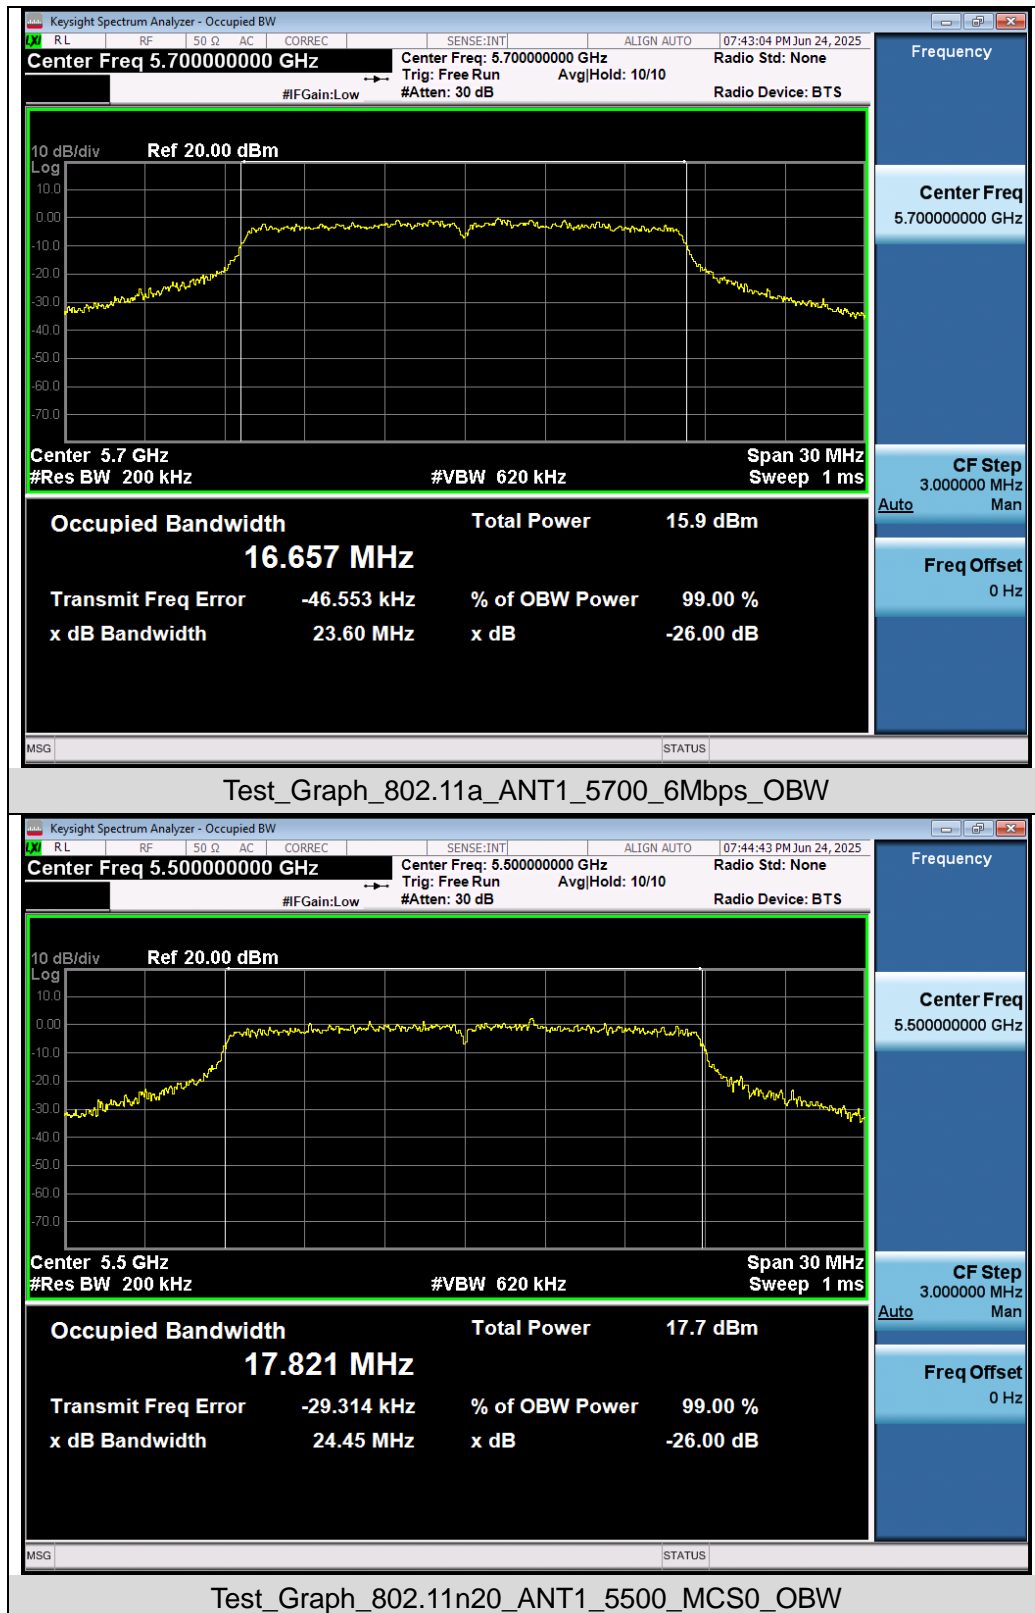 Keysight Spectrum Analyzer - Occupied BW
LXI RL RF 50 Ω AC CORREC SENSE:INT ALIGN AUTO 07:43:04 PM Jun 24, 2025
Center Freq 5.700000000 GHz
Center Freq: 5.700000000 GHz
Radio Std: None
Trig: Free Run Avg|Hold: 10/10
#IFGain:Low
#Atten: 30 dB
Radio Device: BTS
Frequency
10 dB/div Ref 20.00 dBm
Log
10.0
0.00
-10.0
-20.0
-30.0
-40.0
-50.0
-60.0
-70.0
Center 5.7 GHz Span 30 MHz
#Res BW 200 kHz #VBW 620 kHz Sweep 1 ms
Center Freq
5.700000000 GHz
CF Step
3.000000 MHz
Auto Man
Freq Offset
0 Hz
Occupied Bandwidth Total Power 15.9 dBm
16.657 MHz
Transmit Freq Error -46.553 kHz % of OBW Power 99.00 %
x dB Bandwidth 23.60 MHz x dB -26.00 dB
MSG STATUS
Test_Graph_802.11a_ANT1_5700_6Mbps_OBW
Keysight Spectrum Analyzer - Occupied BW
LXI RL RF 50 Ω AC CORREC SENSE:INT ALIGN AUTO 07:44:43 PM Jun 24, 2025
Center Freq 5.500000000 GHz
Center Freq: 5.500000000 GHz
Radio Std: None
Trig: Free Run Avg|Hold: 10/10
#IFGain:Low
#Atten: 30 dB
Radio Device: BTS
Frequency
10 dB/div Ref 20.00 dBm
Log
10.0
0.00
-10.0
-20.0
-30.0
-40.0
-50.0
-60.0
-70.0
Center 5.5 GHz Span 30 MHz
#Res BW 200 kHz #VBW 620 kHz Sweep 1 ms
Center Freq
5.500000000 GHz
CF Step
3.000000 MHz
Auto Man
Freq Offset
0 Hz
Occupied Bandwidth Total Power 17.7 dBm
17.821 MHz
Transmit Freq Error -29.314 kHz % of OBW Power 99.00 %
x dB Bandwidth 24.45 MHz x dB -26.00 dB
MSG STATUS
Test_Graph_802.11n20_ANT1_5500_MCS0_OBW